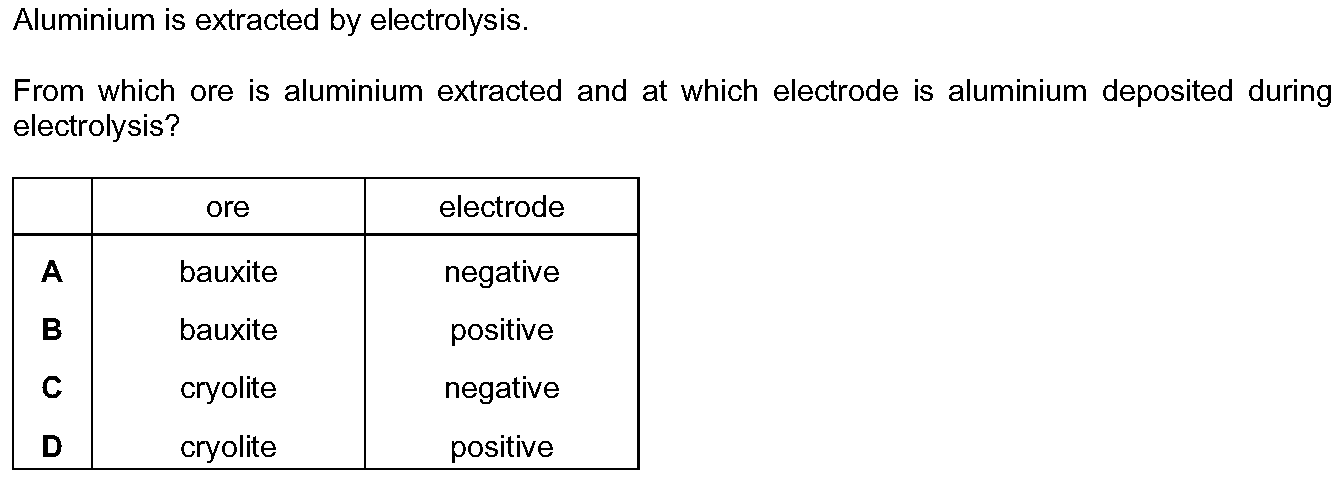 Aluminium is extracted by electrolysis.
From which ore is aluminium extracted and at which electrode is aluminium deposited during
electrolysis?
ore electrode
A bauxite negative
B bauxite positive
C cryolite negative
D cryolite positive